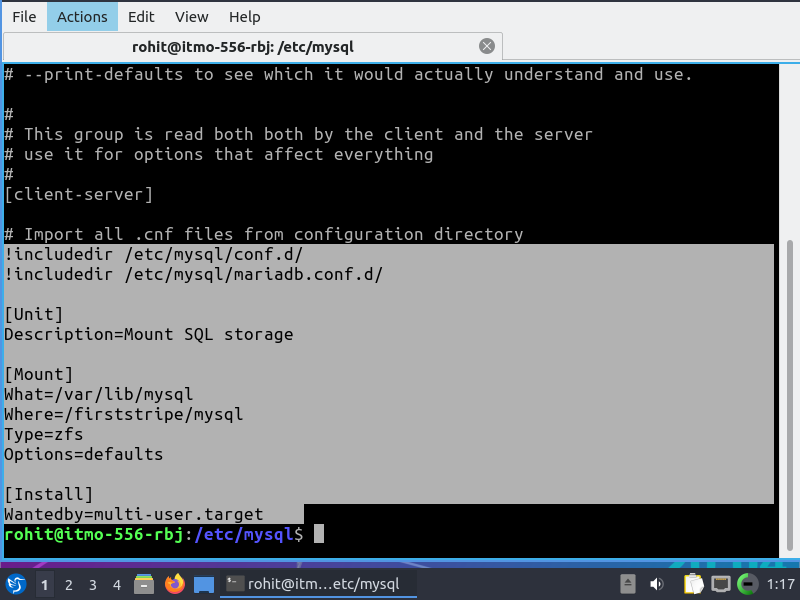 File Actions Edit View Help
rohit@itmo-556-rbj: /etc/mysql
# --print-defaults to see which it would actually understand and use.
#
# This group is read both both by the client and the server
# use it for options that affect everything
#
[client-server]
# Import all .cnf files from configuration directory
!includedir /etc/mysql/conf.d/
!includedir /etc/mysql/mariadb.conf.d/
[Unit]
Description=Mount SQL storage
[Mount]
What=/var/lib/mysql
Where=/firststripe/mysql
Type=zfs
Options=defaults
[Install]
Wantedby=multi-user.target
rohit@itmo-556-rbj:/etc/mysql$
1 2 3 4 rohit@itm…etc/mysql 1:17